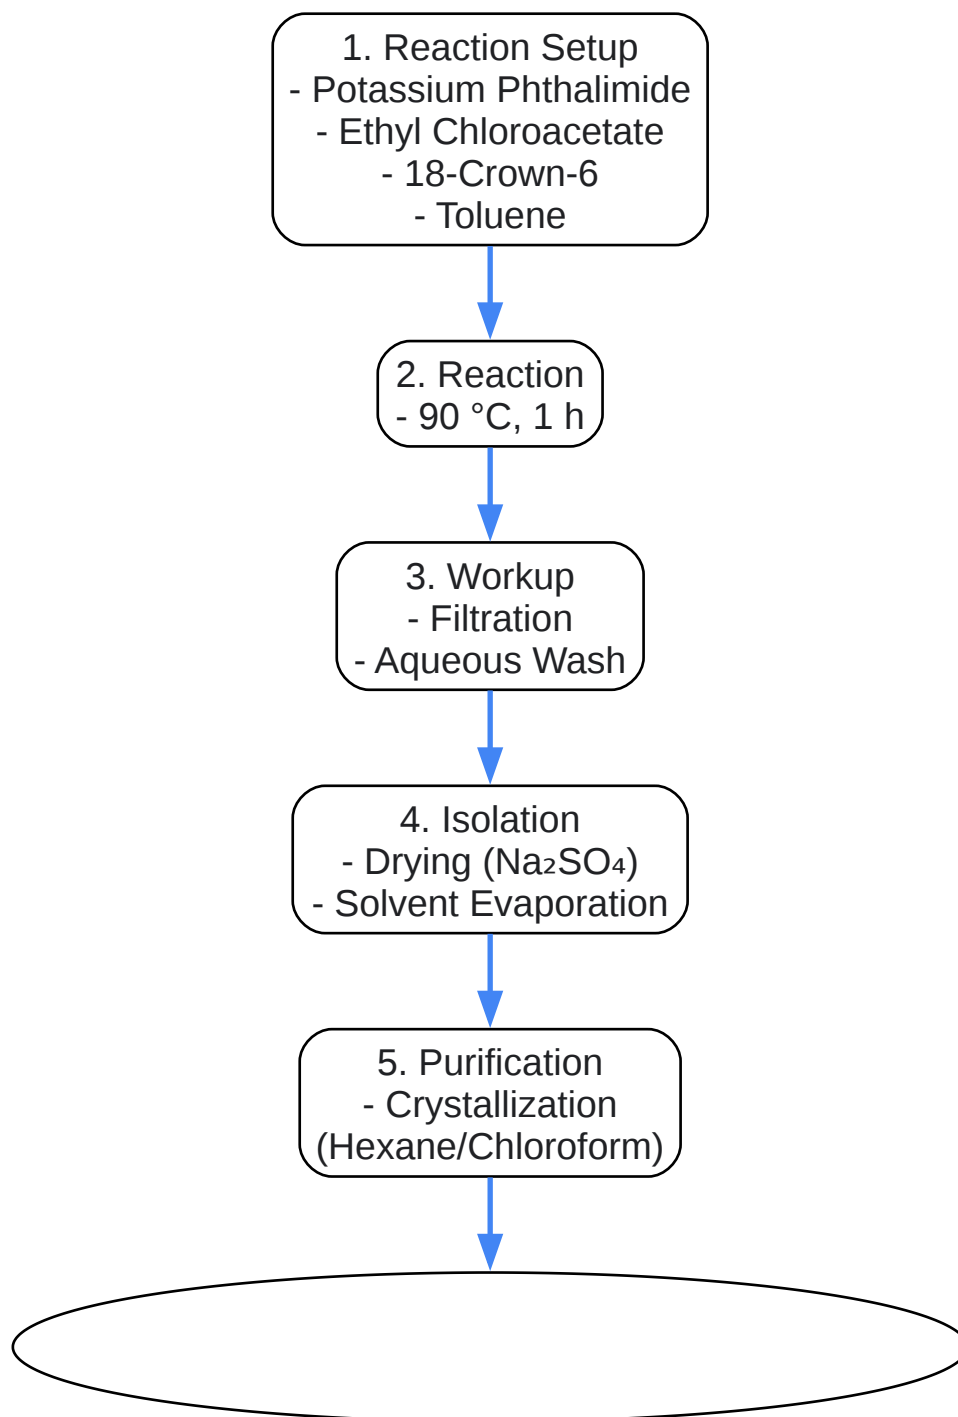 1. Reaction Setup
- Potassium Phthalimide
- Ethyl Chloroacetate
- 18-Crown-6
- Toluene
2. Reaction
- 90 °C, 1 h
3. Workup
- Filtration
- Aqueous Wash
4. Isolation
- Drying (Na₂SO₄)
- Solvent Evaporation
5. Purification
- Crystallization
(Hexane/Chloroform)